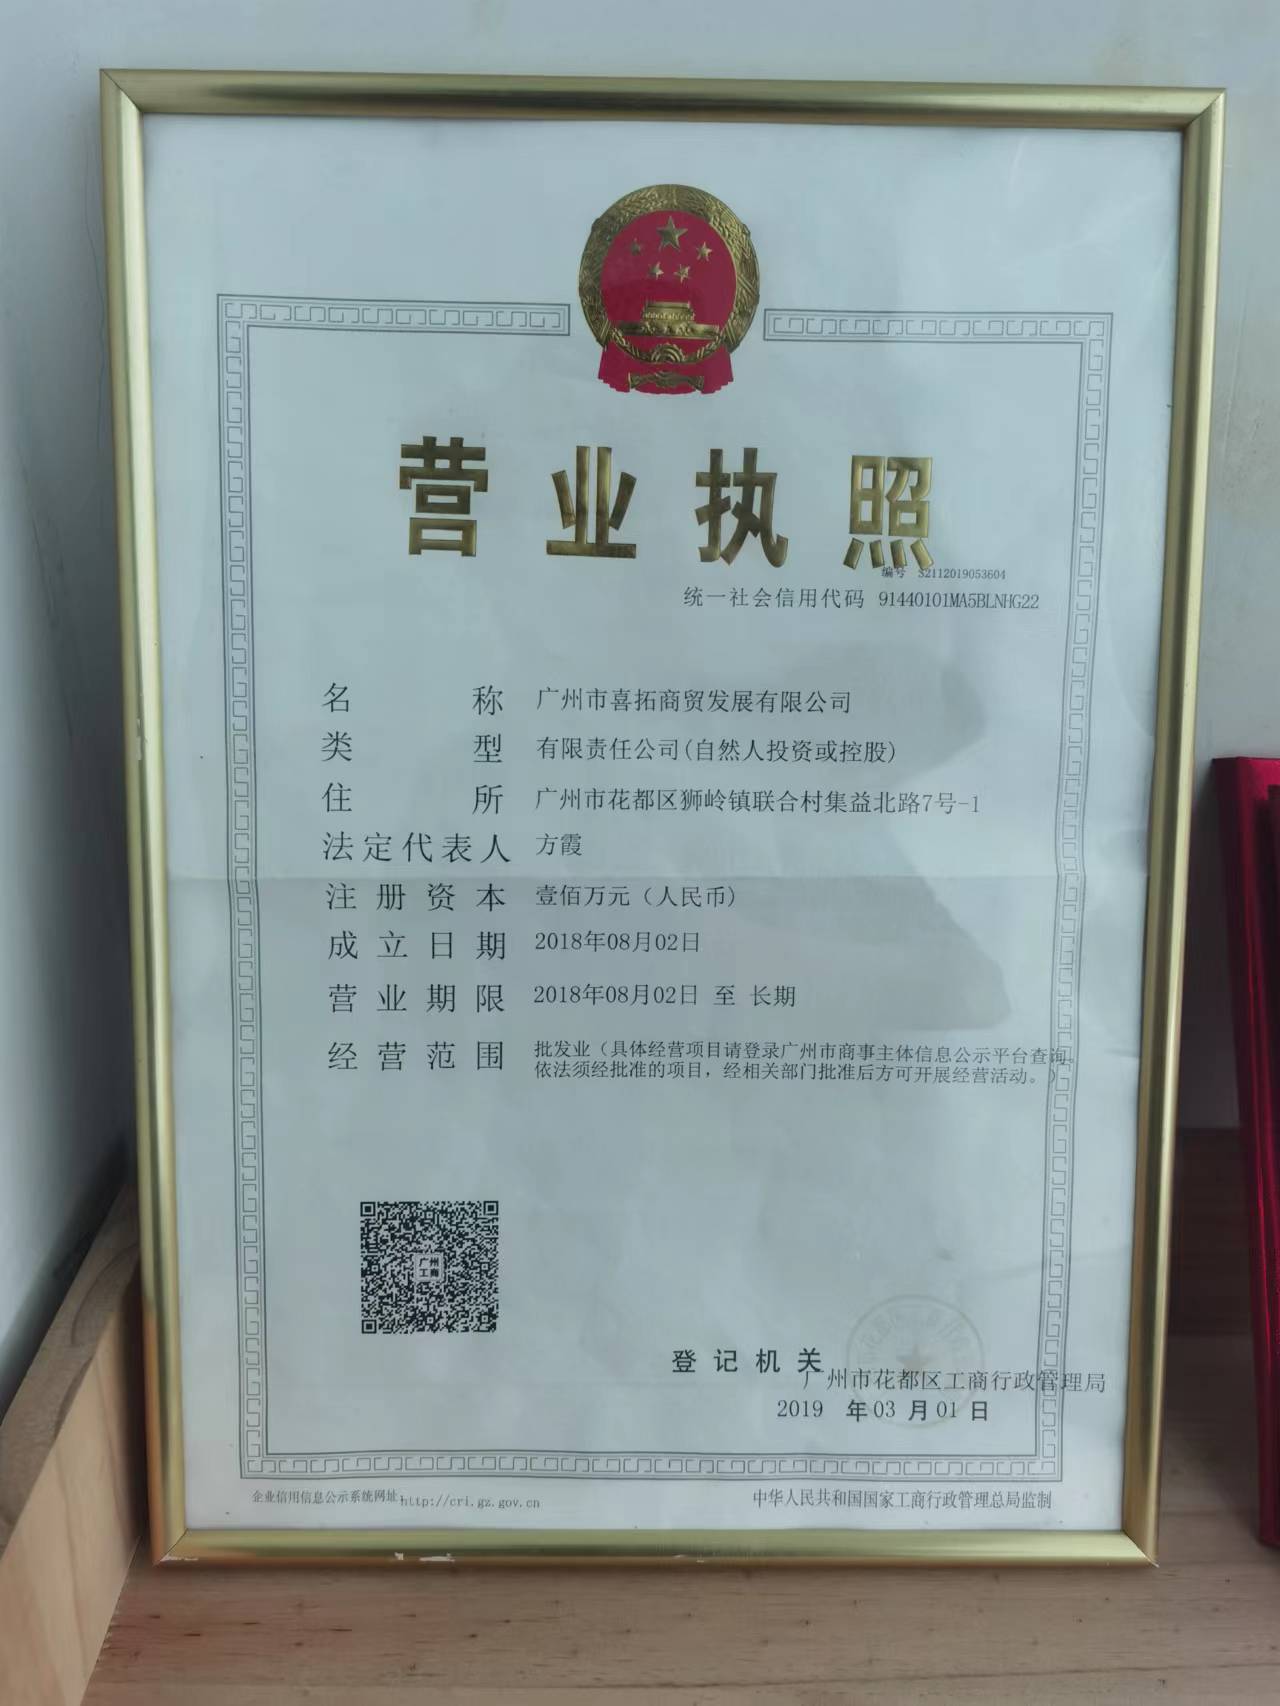 营业执照
编号 S2112019053604
统一社会信用代码 91440101MA5BLNHG22
名称 广州市喜拓商贸发展有限公司
类型 有限责任公司(自然人投资或控股)
住所 广州市花都区狮岭镇联合村集益北路7号-1
法定代表人 方霞
注册资本 壹佰万元（人民币）
成立日期 2018年08月02日
营业期限 2018年08月02日 至 长期
经营范围 批发业（具体经营项目请登录广州市商事主体信息公示平台查询。
依法须经批准的项目，经相关部门批准后方可开展经营活动。）
广州
工商
登记机关
广州市花都区工商行政管理局
2019 年 03 月 01 日
企业信用信息公示系统网址: http://cri.gz.gov.cn
中华人民共和国国家工商行政管理总局监制